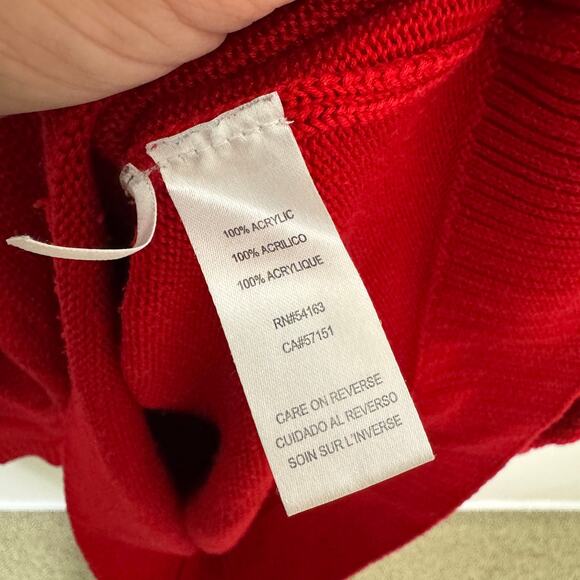 100% ACRYLIC
100% ACRILICO
100% ACRYLIQUE
RN#54163
CA#57151
CARE ON REVERSE
CUIDADO AL REVERSO
SOIN SUR L'INVERSE